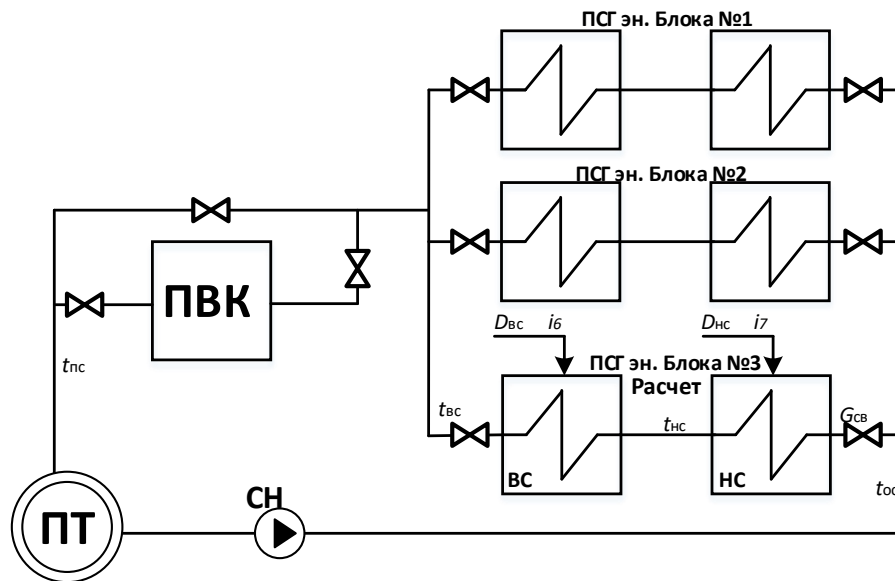 ПСГ эн. Блока №1
ПСГ эн. Блока №2
ПВК
Dвс i6
Dнс i7
ПСГ эн. Блока №3
Расчет
tпс
tвс
tнс
Gсв
ВС
НС
tос
СН
ПТ